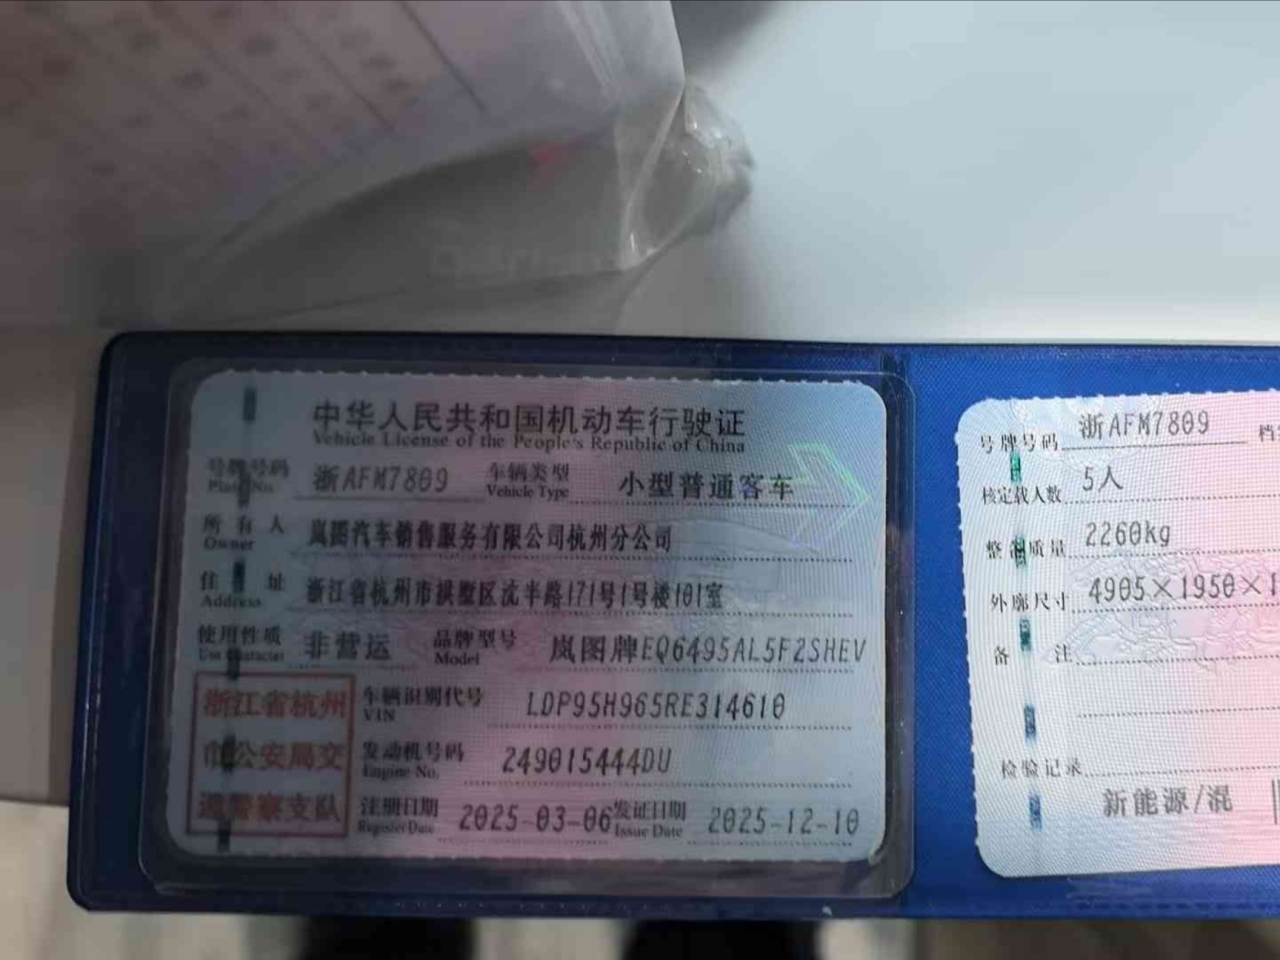 中华人民共和国机动车行驶证
Vehicle License of the People's Republic of China
号牌号码 浙AFM7809 车辆类型 小型普通客车
Plate No. Vehicle Type
所有人 岚图汽车销售服务有限公司杭州分公司
Owner
住址 浙江省杭州市拱墅区沈半路171号1号楼101室
Address
使用性质 非营运 品牌型号 岚图牌EQ6495AL5F2SHEV
Use Character Model
浙江省杭州市公安局交通警察支队
车辆识别代号 LDP95H965RE314610
VIN
发动机号码 249015444DU
Engine No.
注册日期 2025-03-06 发证日期 2025-12-10
Register Date Issue Date
号牌号码 浙AFM7809
核定载人数 5人
整备质量 2260kg
外廓尺寸 4905×1950×1
备注
检验记录
新能源/混